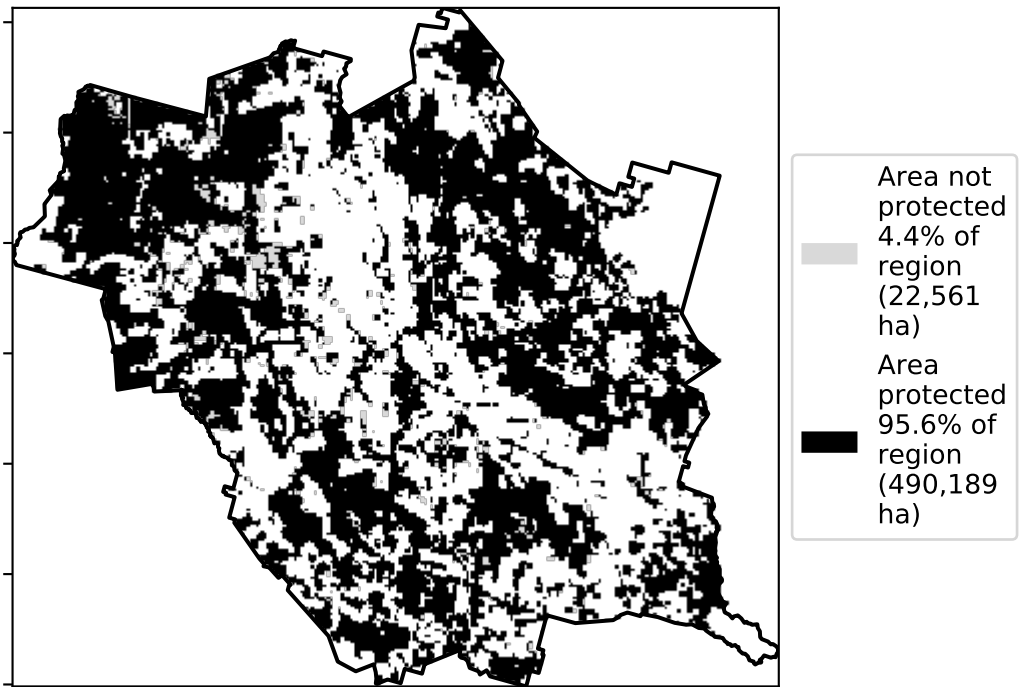 Area not
protected
4.4% of
region
(22,561
ha)
Area
protected
95.6% of
region
(490,189
ha)